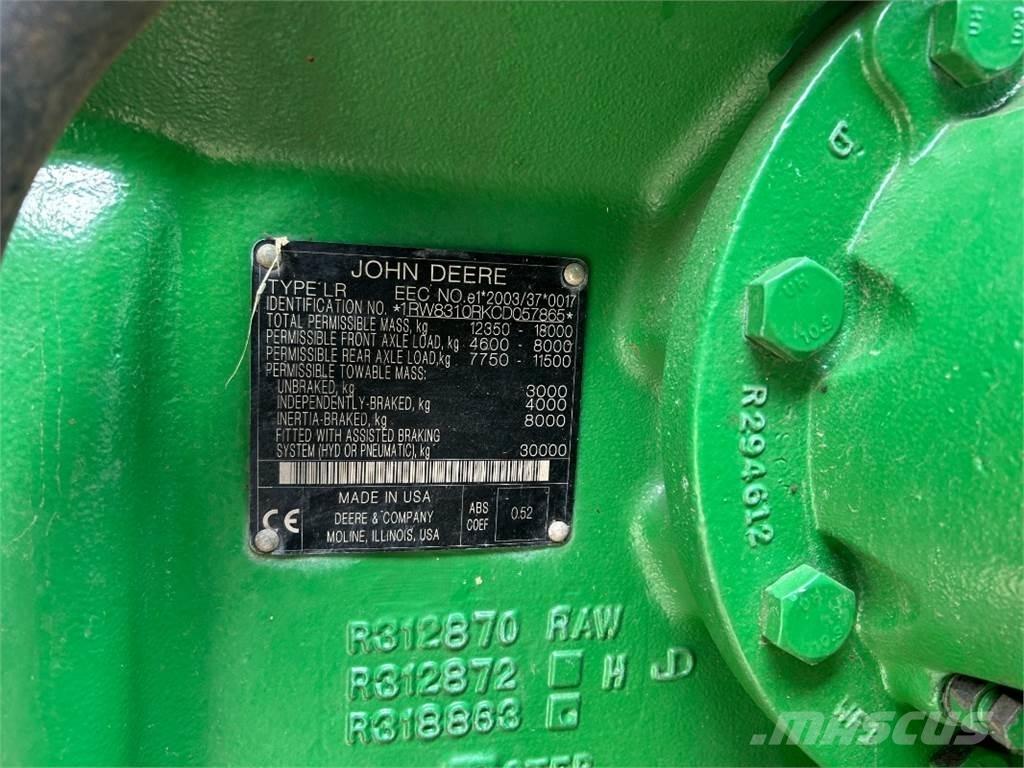 JOHN DEERE
TYPE LR EEC NO. e1*2003/37*0017
IDENTIFICATION NO. *1RW8310RKCD057865*
TOTAL PERMISSIBLE MASS, kg 12350 - 18000
PERMISSIBLE FRONT AXLE LOAD, kg 4600 - 8000
PERMISSIBLE REAR AXLE LOAD, kg 7750 - 11500
PERMISSIBLE TOWABLE MASS:
UNBRAKED, kg 3000
INDEPENDENTLY-BRAKED, kg 4000
INERTIA-BRAKED, kg 8000
FITTED WITH ASSISTED BRAKING
SYSTEM (HYD OR PNEUMATIC), kg 30000
CE
MADE IN USA
DEERE & COMPANY
MOLINE, ILLINOIS, USA
ABS
COEF
0.52
R312870 RAW
R312872 H JD
R318863
R294612
10.9
MASCUS